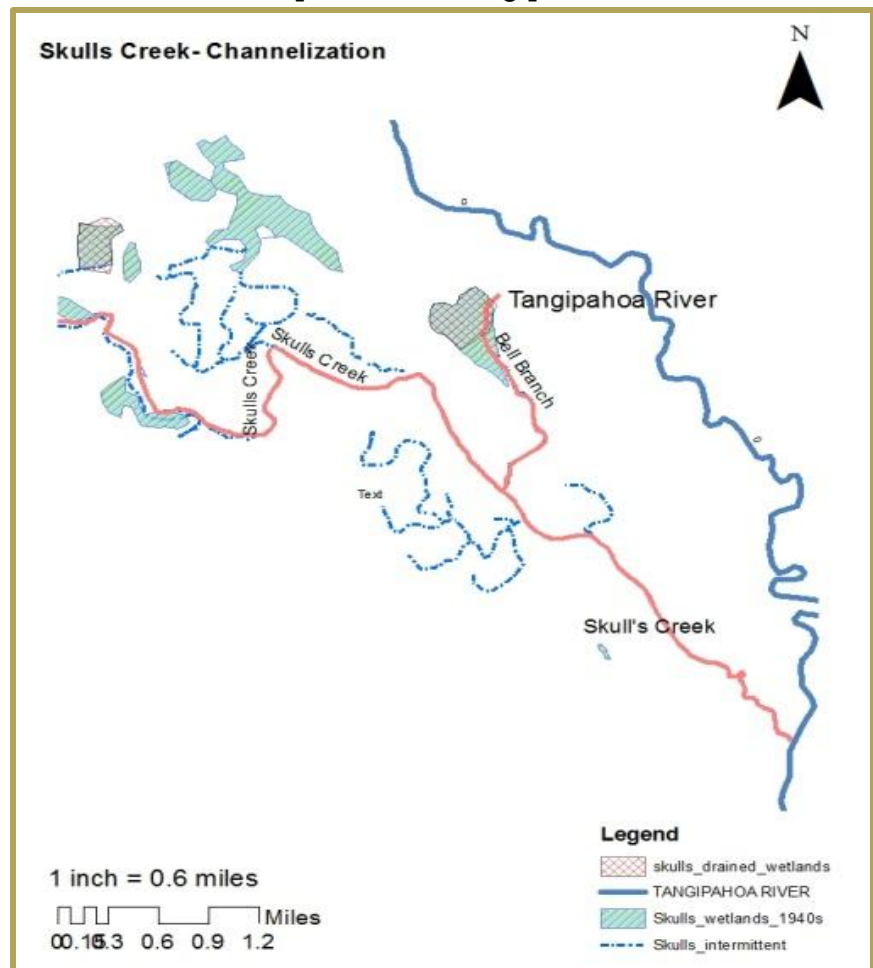 Skulls Creek- Channelization
N
Tangipahoa River
Bell Branch
Skulls Creek
Skulls Creek
Text
Skull's Creek
Legend
skulls_drained_wetlands
TANGIPAHOA RIVER
Skulls_wetlands_1940s
Skulls_intermittent
1 inch = 0.6 miles
Miles
0.6 0.9 1.2